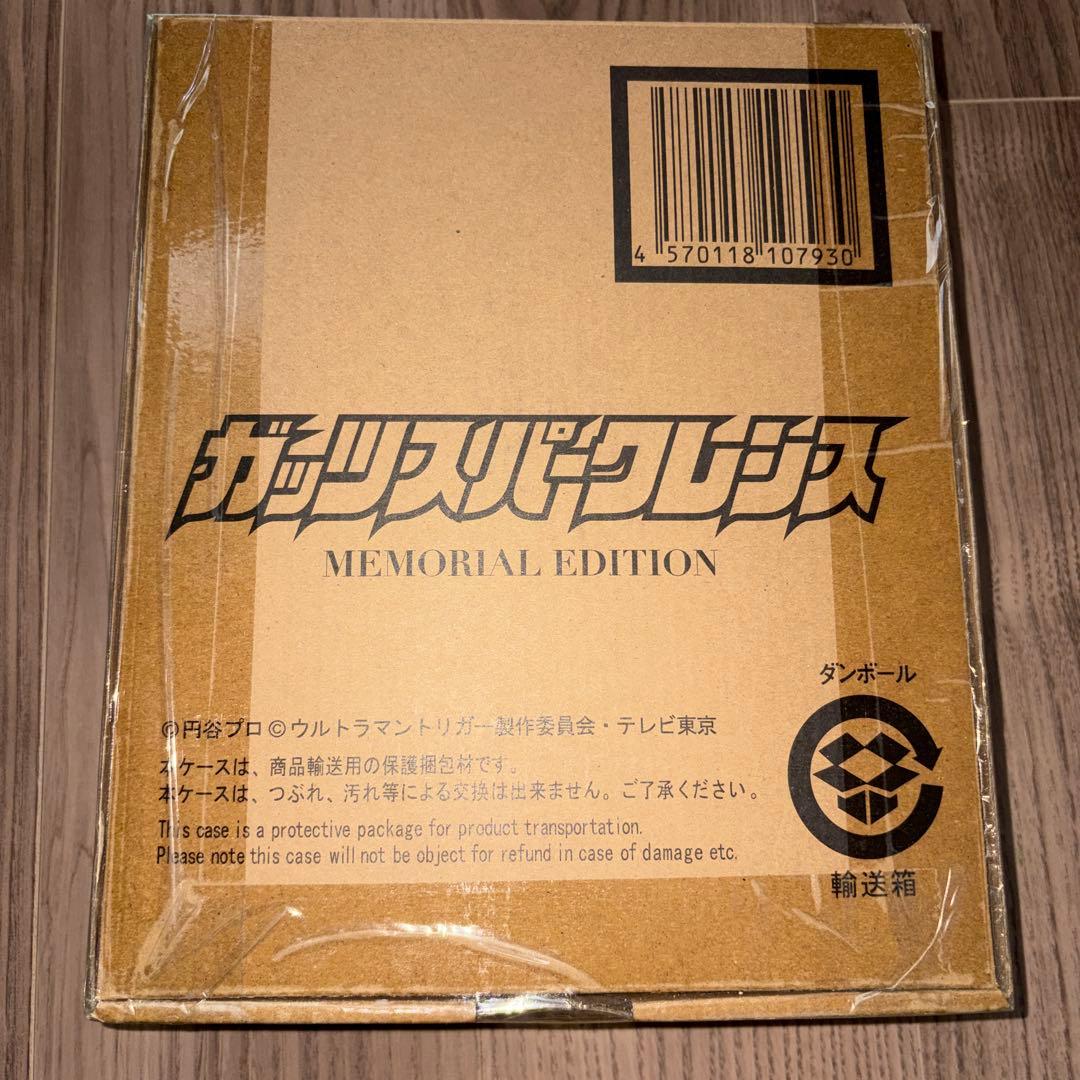 4 570118 107930
ガッツスパークレンス
MEMORIAL EDITION
ダンボール
©円谷プロ ©ウルトラマントリガー製作委員会・テレビ東京
本ケースは、商品輸送用の保護梱包材です。
本ケースは、つぶれ、汚れ等による交換は出来ません。ご了承ください。
This case is a protective package for product transportation.
Please note this case will not be object for refund in case of damage etc.
輸送箱